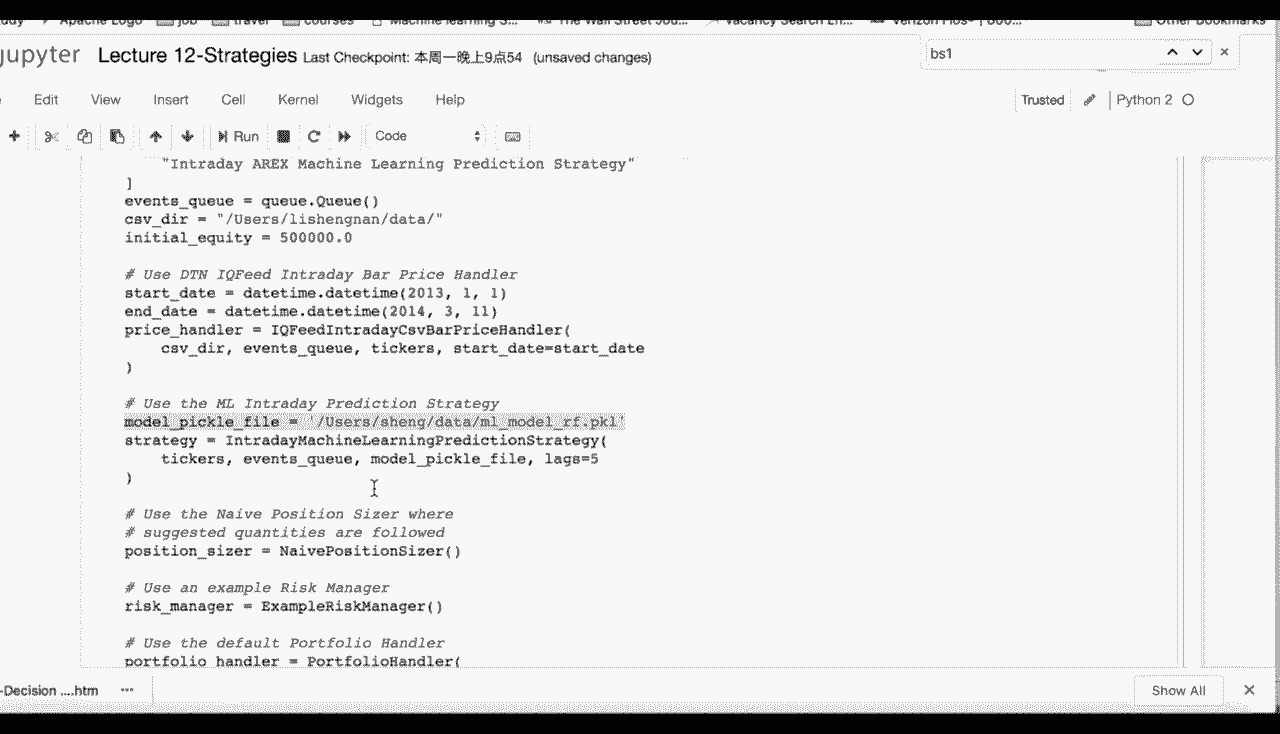 Apache Logo job travel courses Machine learning S... The Wall Street Jou... Vacancy Search En... Verizon Fios® | 800... Other Bookmarks
jupyter Lecture 12-Strategies Last Checkpoint: 本周一晚上9点54 (unsaved changes)
bs1
Edit View Insert Cell Kernel Widgets Help Trusted Python 2
Run Code
"Intraday AREX Machine Learning Prediction Strategy"
]
events_queue = queue.Queue()
csv_dir = "/Users/lishengnan/data/"
initial_equity = 500000.0
# Use DTN IQFeed Intraday Bar Price Handler
start_date = datetime.datetime(2013, 1, 1)
end_date = datetime.datetime(2014, 3, 11)
price_handler = IQFeedIntradayCsvBarPriceHandler(
csv_dir, events_queue, tickers, start_date=start_date
)
# Use the ML Intraday Prediction Strategy
model_pickle_file = '/Users/sheng/data/ml_model_rf.pkl'
strategy = IntradayMachineLearningPredictionStrategy(
tickers, events_queue, model_pickle_file, lags=5
)
# Use the Naive Position Sizer where
# suggested quantities are followed
position_sizer = NaivePositionSizer()
# Use an example Risk Manager
risk_manager = ExampleRiskManager()
# Use the default Portfolio Handler
portfolio_handler = PortfolioHandler(
-Decision ....htm
Show All